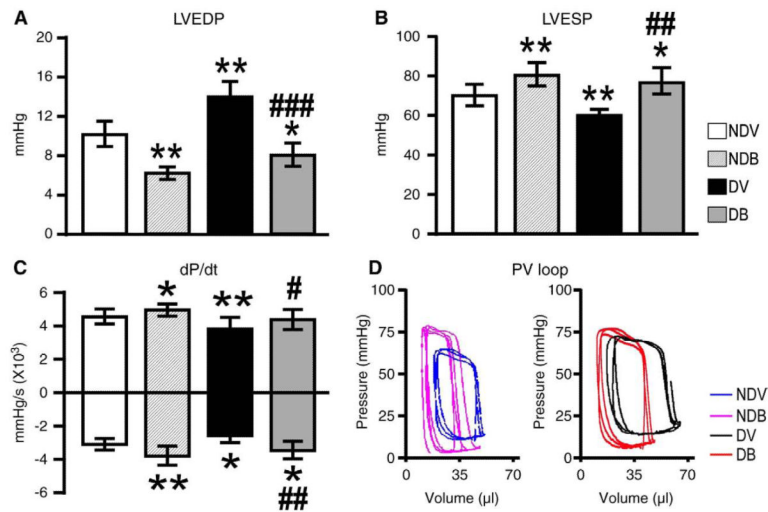 A
LVEDP
20
16
12
8
4
0
mmHg
**
**
###
*
B
LVESP
100
80
60
40
20
0
mmHg
**
**
##
*
NDV
NDB
DV
DB
C
dP/dt
6
4
2
0
-2
-4
-6
mmHg/s (X10³)
*
**
#
**
*
*
##
D
PV loop
100
75
50
25
0
Pressure (mmHg)
0
35
70
Volume (µl)
100
75
50
25
0
Pressure (mmHg)
0
35
70
Volume (µl)
NDV
NDB
DV
DB